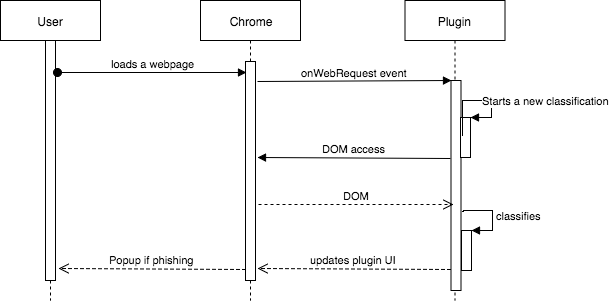 User
Chrome
Plugin
loads a webpage
onWebRequest event
Starts a new classification
DOM access
DOM
classifies
Popup if phishing
updates plugin UI